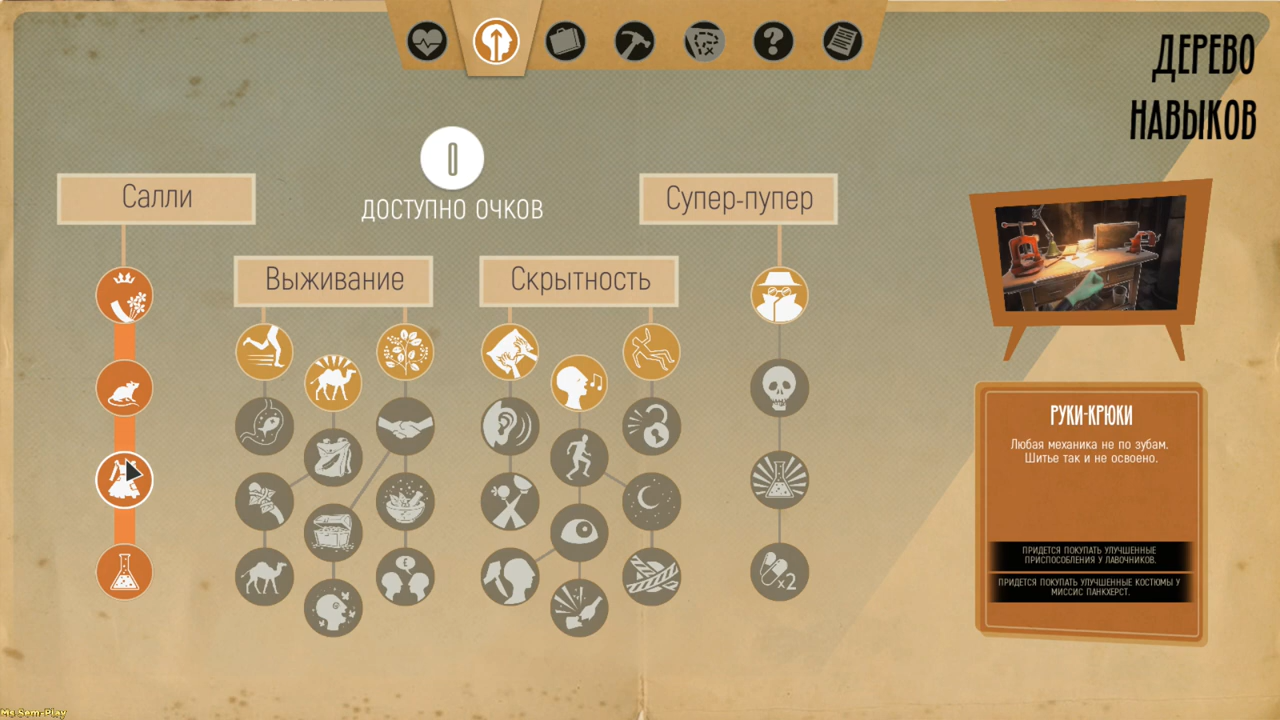 ДЕРЕВО
НАВЫКОВ
0
ДОСТУПНО ОЧКОВ
Салли
Супер-пупер
Выживание
Скрытность
£
x2
РУКИ-КРЮКИ
Любая механика не по зубам.
Шитье так и не освоено.
ПРИДЕТСЯ ПОКУПАТЬ УЛУЧШЕННЫЕ
ПРИСПОСОБЛЕНИЯ У ЛАВОЧНИКОВ.
ПРИДЕТСЯ ПОКУПАТЬ УЛУЧШЕННЫЕ КОСТЮМЫ У
МИССИС ПАНКХЕРСТ.
Ms.Sem-Play